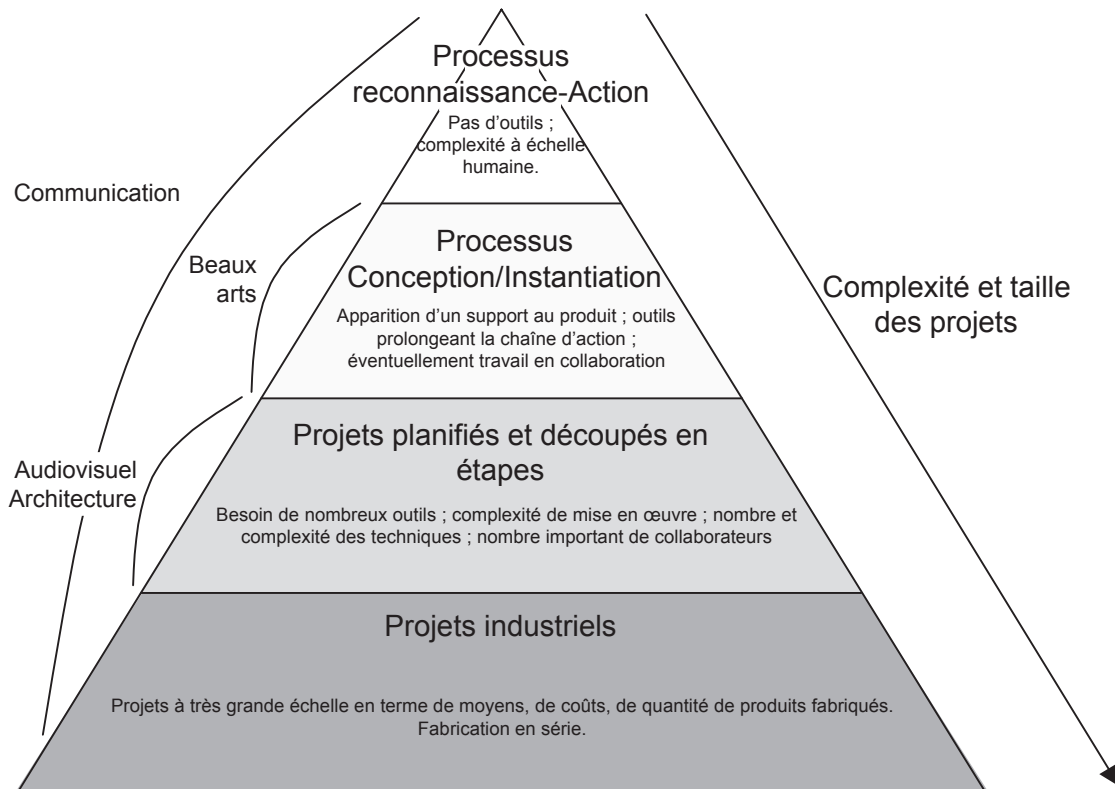 Processus
reconnaissance-Action
Pas d'outils ;
complexité à échelle
humaine.
Communication
Beaux
arts
Processus
Conception/Instantiation
Apparition d'un support au produit ; outils
prolongeant la chaîne d'action ;
éventuellement travail en collaboration
Complexité et taille
des projets
Audiovisuel
Architecture
Projets planifiés et découpés en
étapes
Besoin de nombreux outils ; complexité de mise en œuvre ; nombre et
complexité des techniques ; nombre important de collaborateurs
Projets industriels
Projets à très grande échelle en terme de moyens, de coûts, de quantité de produits fabriqués.
Fabrication en série.